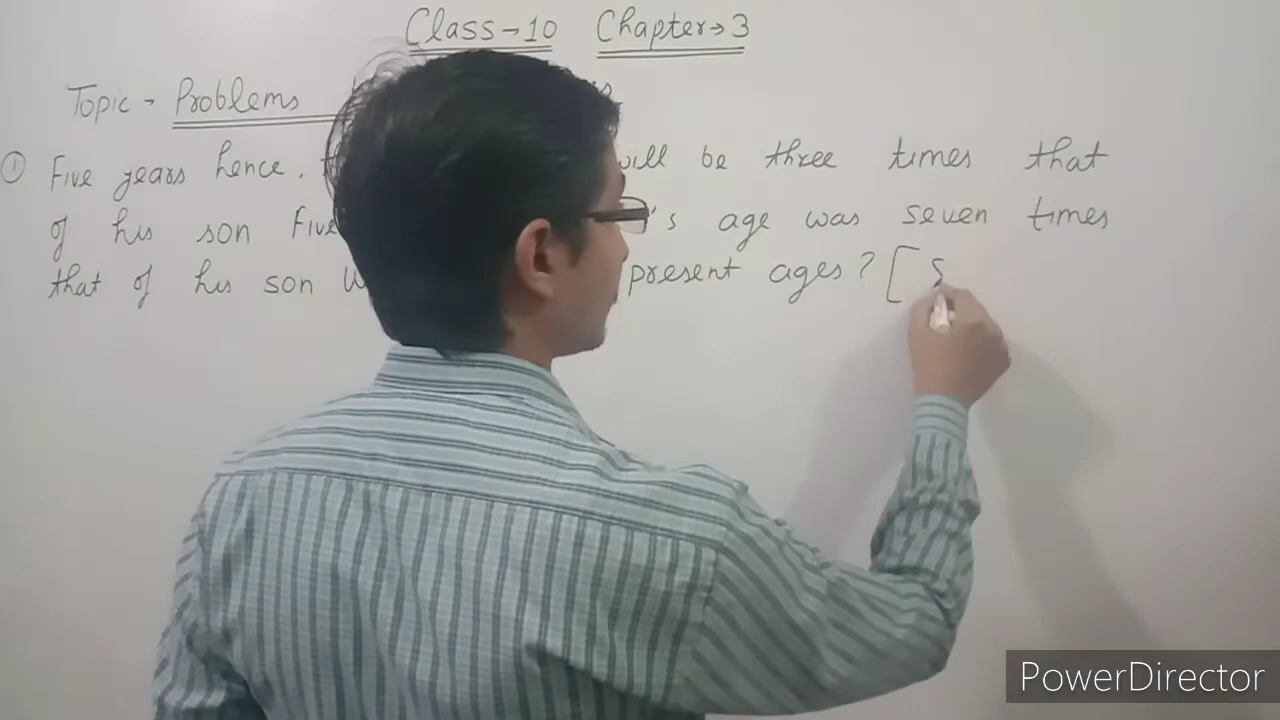 Class → 10 Chapter → 3
Topic - Problems
① Five years hence, will be three times that
of his son Five 's age was seven times
that of his son present ages? [ S
PowerDirector